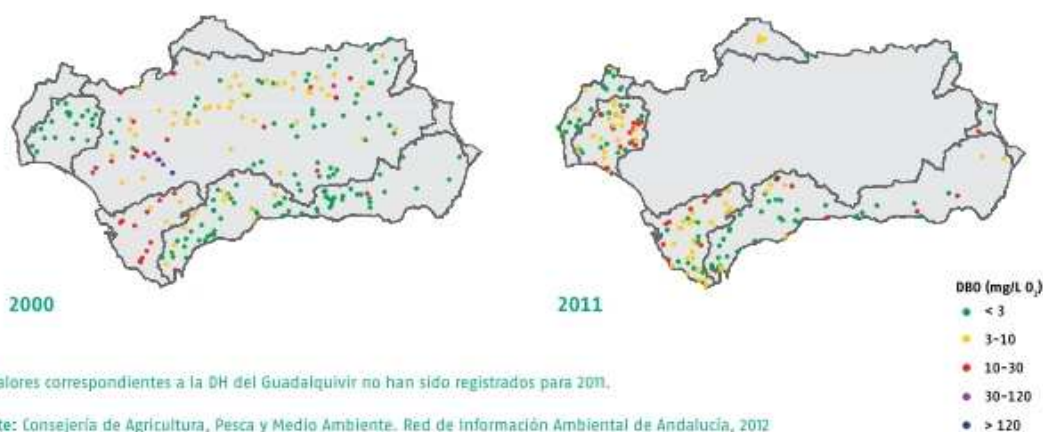 2000
2011
DBO (mg/L O₂)
< 3
3-10
10-30
30-120
> 120
alores correspondientes a la DH del Guadalquivir no han sido registrados para 2011.
te: Consejería de Agricultura, Pesca y Medio Ambiente. Red de Información Ambiental de Andalucía, 2012